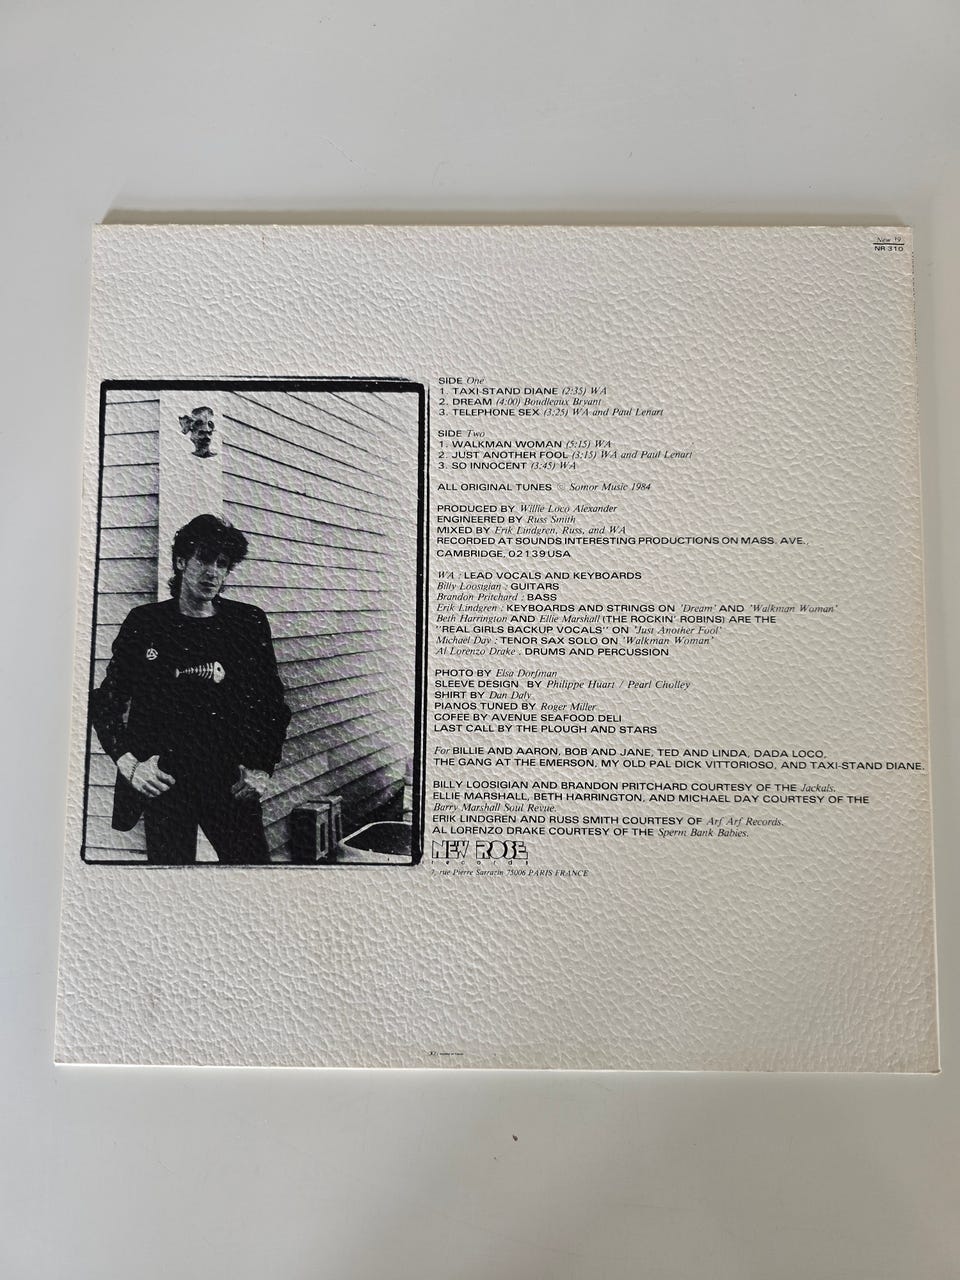 New 39
NR 310
SIDE One
1. TAXI-STAND DIANE (2:35) WA
2. DREAM (4:00) Boudleaux Bryant
3. TELEPHONE SEX (3:25) WA and Paul Lenart
SIDE Two
1. WALKMAN WOMAN (5:15) WA
2. JUST ANOTHER FOOL (3:15) WA and Paul Lenart
3. SO INNOCENT (3:45) WA
ALL ORIGINAL TUNES © Somor Music 1984
PRODUCED BY Willie Loco Alexander
ENGINEERED BY Russ Smith
MIXED BY Erik Lindgren, Russ, and WA
RECORDED AT SOUNDS INTERESTING PRODUCTIONS ON MASS. AVE.,
CAMBRIDGE, 02139 USA
WA : LEAD VOCALS AND KEYBOARDS
Billy Loosigian : GUITARS
Brandon Pritchard : BASS
Erik Lindgren : KEYBOARDS AND STRINGS ON 'Dream' AND 'Walkman Woman'
Beth Harrington AND Ellie Marshall (THE ROCKIN' ROBINS) ARE THE
"REAL GIRLS BACKUP VOCALS" ON 'Just Another Fool'
Michael Day : TENOR SAX SOLO ON 'Walkman Woman'
Al Lorenzo Drake : DRUMS AND PERCUSSION
PHOTO BY Elsa Dorfman
SLEEVE DESIGN BY Philippe Huart / Pearl Cholley
SHIRT BY Dan Daly
PIANOS TUNED BY Roger Miller
COFEE BY AVENUE SEAFOOD DELI
LAST CALL BY THE PLOUGH AND STARS
For BILLIE AND AARON, BOB AND JANE, TED AND LINDA, DADA LOCO,
THE GANG AT THE EMERSON, MY OLD PAL DICK VITTORIOSO, AND TAXI-STAND DIANE.
BILLY LOOSIGIAN AND BRANDON PRITCHARD COURTESY OF THE Jackals.
ELLIE MARSHALL, BETH HARRINGTON, AND MICHAEL DAY COURTESY OF THE
Barry Marshall Soul Revue.
ERIK LINDGREN AND RUSS SMITH COURTESY OF Arf Arf Records.
AL LORENZO DRAKE COURTESY OF THE Sperm Bank Babies.
NEW ROSE
records
7, rue Pierre Sarrazin 75006 PARIS FRANCE